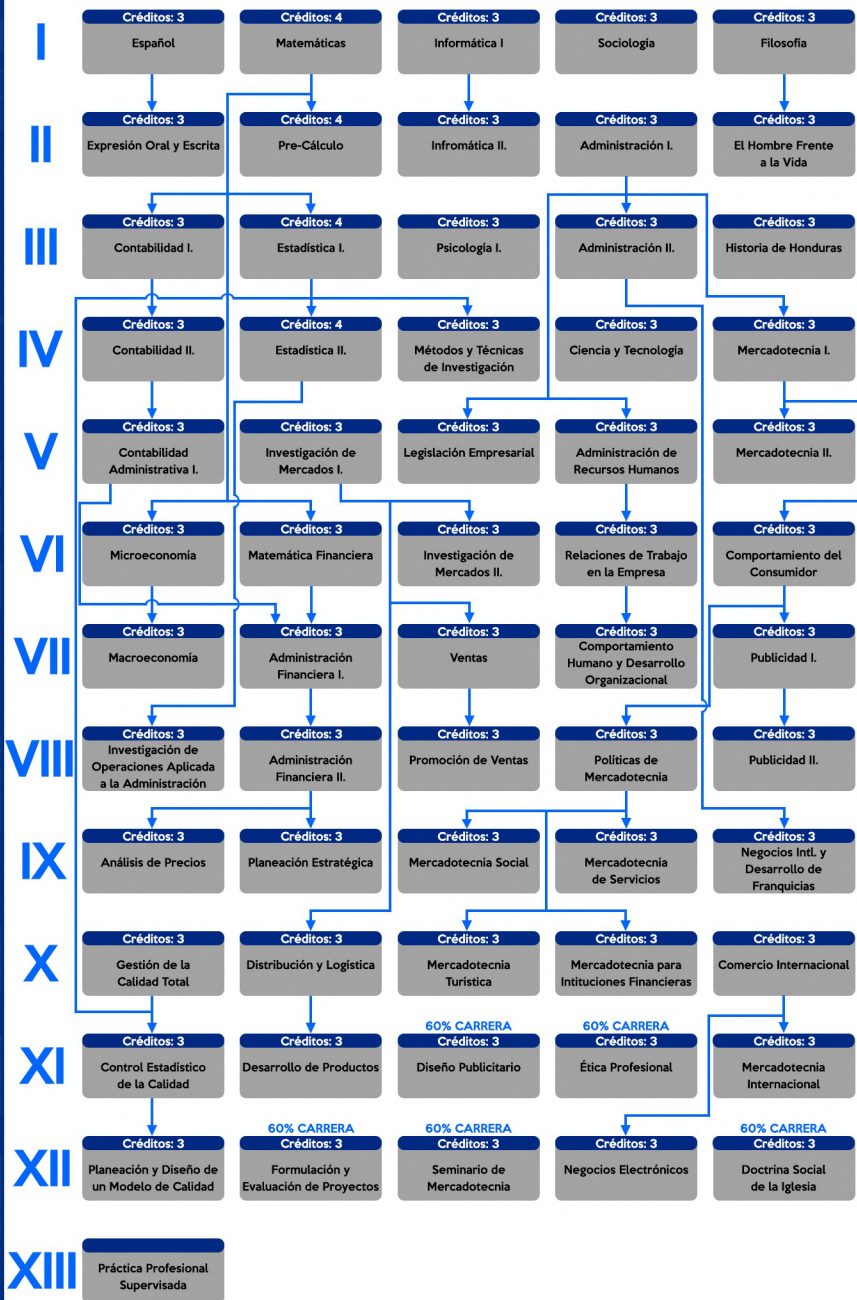 I
Créditos: 3
Español
Créditos: 4
Matemáticas
Créditos: 3
Informática I
Créditos: 3
Sociología
Créditos: 3
Filosofía
II
Créditos: 3
Expresión Oral y Escrita
Créditos: 4
Pre-Cálculo
Créditos: 3
Infromática II.
Créditos: 3
Administración I.
Créditos: 3
El Hombre Frente
a la Vida
III
Créditos: 3
Contabilidad I.
Créditos: 4
Estadística I.
Créditos: 3
Psicología I.
Créditos: 3
Administración II.
Créditos: 3
Historia de Honduras
IV
Créditos: 3
Contabilidad II.
Créditos: 4
Estadística II.
Créditos: 3
Métodos y Técnicas
de Investigación
Créditos: 3
Ciencia y Tecnología
Créditos: 3
Mercadotecnia I.
V
Créditos: 3
Contabilidad
Administrativa I.
Créditos: 3
Investigación de
Mercados I.
Créditos: 3
Legislación Empresarial
Créditos: 3
Administración de
Recursos Humanos
Créditos: 3
Mercadotecnia II.
VI
Créditos: 3
Microeconomía
Créditos: 3
Matemática Financiera
Créditos: 3
Investigación de
Mercados II.
Créditos: 3
Relaciones de Trabajo
en la Empresa
Créditos: 3
Comportamiento del
Consumidor
VII
Créditos: 3
Macroeconomía
Créditos: 3
Administración
Financiera I.
Créditos: 3
Ventas
Créditos: 3
Comportamiento
Humano y Desarrollo
Organizacional
Créditos: 3
Publicidad I.
VIII
Créditos: 3
Investigación de
Operaciones Aplicada
a la Administración
Créditos: 3
Administración
Financiera II.
Créditos: 3
Promoción de Ventas
Créditos: 3
Políticas de
Mercadotecnia
Créditos: 3
Publicidad II.
IX
Créditos: 3
Análisis de Precios
Créditos: 3
Planeación Estratégica
Créditos: 3
Mercadotecnia Social
Créditos: 3
Mercadotecnia
de Servicios
Créditos: 3
Negocios Intl. y
Desarrollo de
Franquicias
X
Créditos: 3
Gestión de la
Calidad Total
Créditos: 3
Distribución y Logística
Créditos: 3
Mercadotecnia
Turística
Créditos: 3
Mercadotecnia para
Intituciones Financieras
Créditos: 3
Comercio Internacional
XI
Créditos: 3
Control Estadístico
de la Calidad
Créditos: 3
Desarrollo de Productos
60% CARRERA
Créditos: 3
Diseño Publicitario
60% CARRERA
Créditos: 3
Ética Profesional
Créditos: 3
Mercadotecnia
Internacional
XII
Créditos: 3
Planeación y Diseño de
un Modelo de Calidad
60% CARRERA
Créditos: 3
Formulación y
Evaluación de Proyectos
60% CARRERA
Créditos: 3
Seminario de
Mercadotecnia
Créditos: 3
Negocios Electrónicos
60% CARRERA
Créditos: 3
Doctrina Social
de la Iglesia
XIII
Práctica Profesional
Supervisada